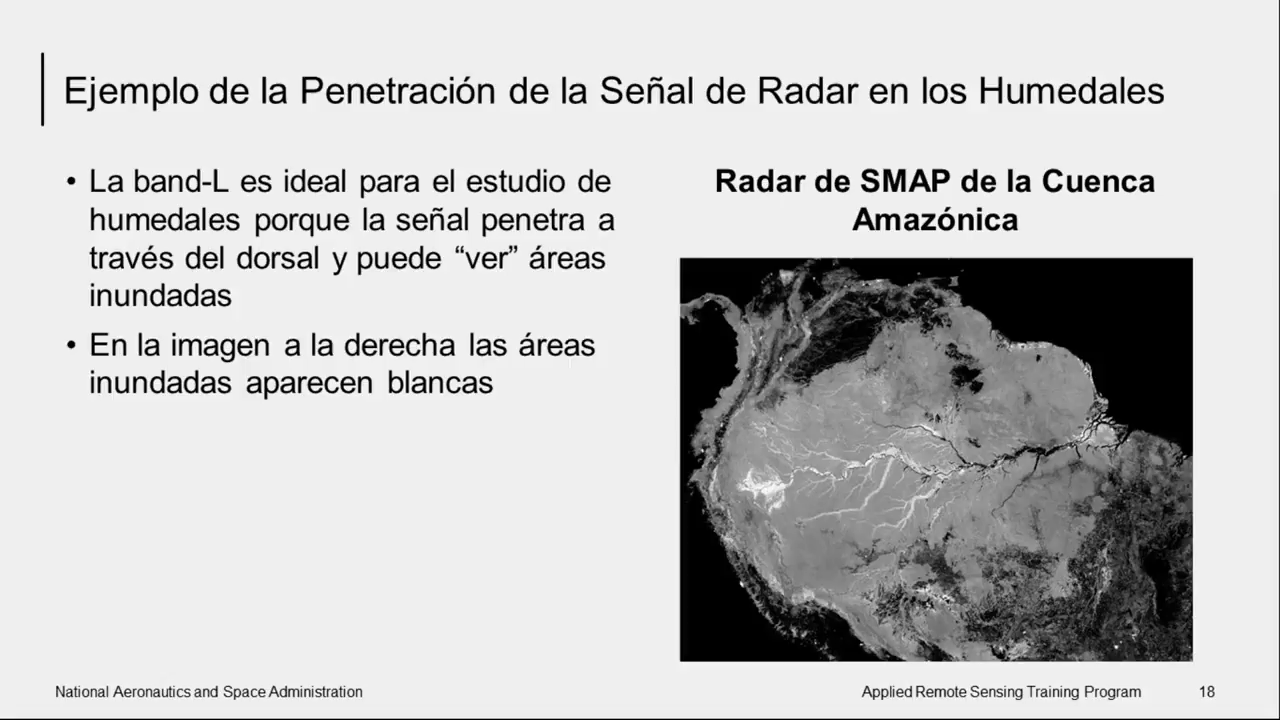 Ejemplo de la Penetración de la Señal de Radar en los Humedales
• La band-L es ideal para el estudio de
humedales porque la señal penetra a
través del dorsal y puede “ver” áreas
inundadas
• En la imagen a la derecha las áreas
inundadas aparecen blancas
Radar de SMAP de la Cuenca
Amazónica
National Aeronautics and Space Administration
Applied Remote Sensing Training Program
18